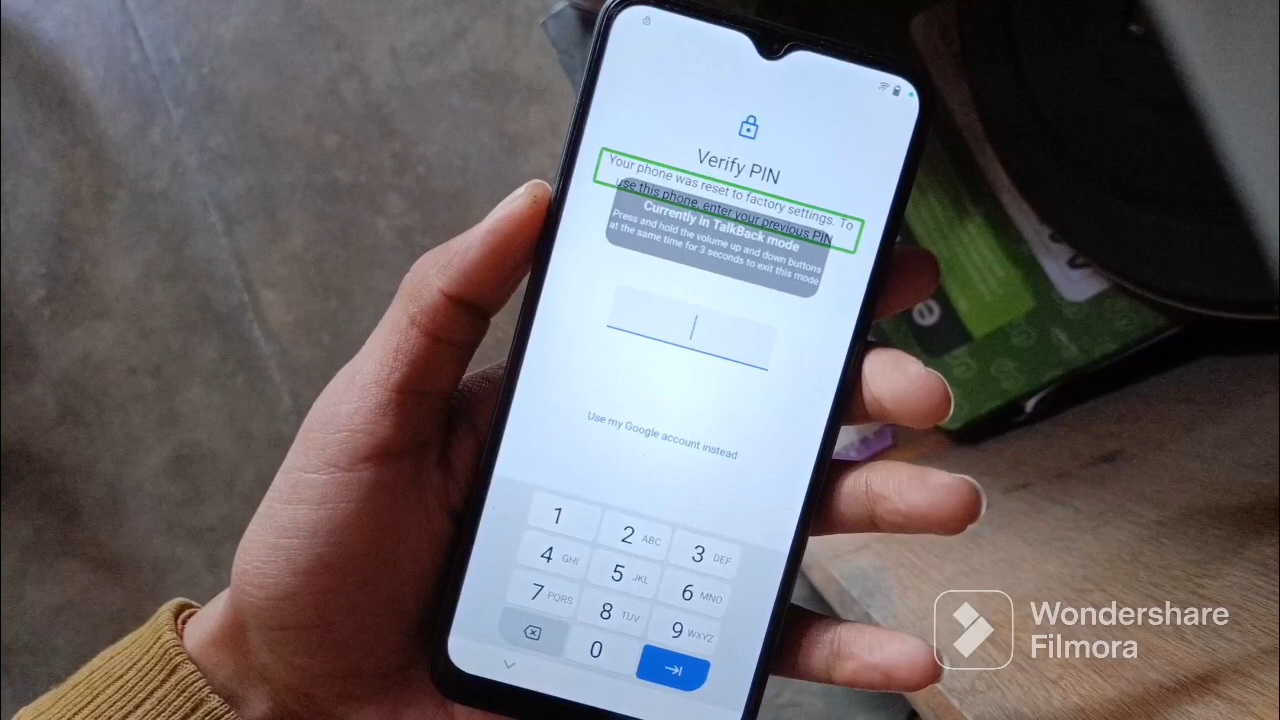 Verify PIN
Your phone was reset to factory settings. To
use this phone, enter your previous PIN
Currently in TalkBack mode
Press and hold the volume up and down buttons
at the same time for 3 seconds to exit this mode
Use my Google account instead
1
2 ABC
3 DEF
4 GHI
5 JKL
6 MNO
7 PQRS
8 TUV
9 WXYZ
0
Wondershare
Filmora